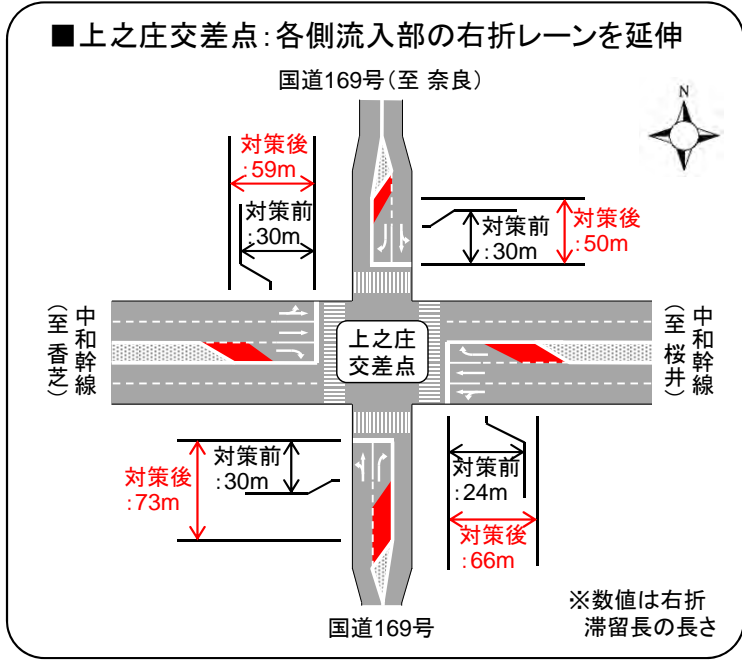 ■上之庄交差点:各側流入部の右折レーンを延伸
国道169号(至 奈良)
N
対策後
:59m
対策前
:30m
対策前
:30m
対策後
:50m
中和幹線
(至 香芝)
上之庄
交差点
中和幹線
(至 桜井)
対策後
:73m
対策前
:30m
対策前
:24m
対策後
:66m
国道169号
※数値は右折
滞留長の長さ